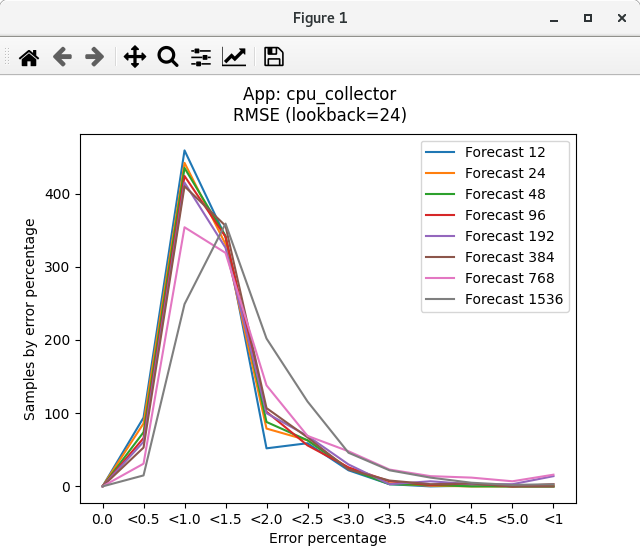 Figure 1
App: cpu_collector
RMSE (lookback=24)
Samples by error percentage
400
300
200
100
0
Forecast 12
Forecast 24
Forecast 48
Forecast 96
Forecast 192
Forecast 384
Forecast 768
Forecast 1536
0.0 <0.5 <1.0 <1.5 <2.0 <2.5 <3.0 <3.5 <4.0 <4.5 <5.0 <1
Error percentage